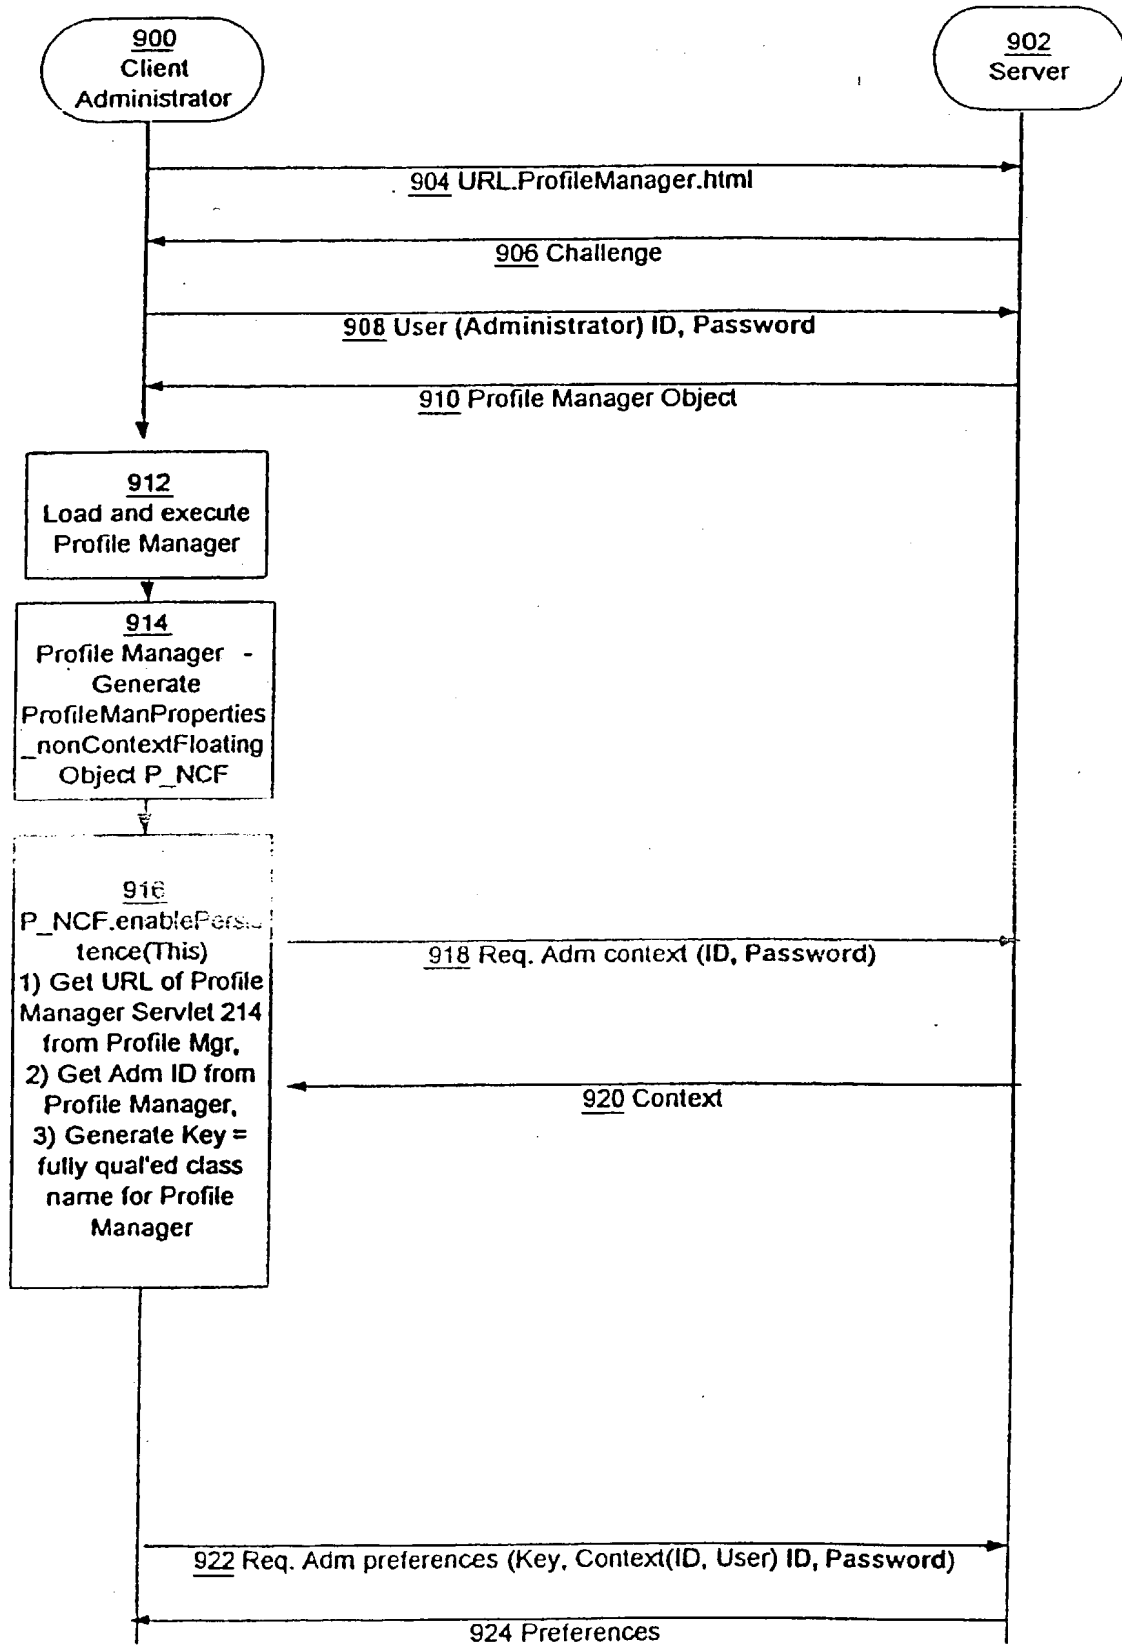 900
Client
Administrator
902
Server
904 URL.ProfileManager.html
906 Challenge
908 User (Administrator) ID, Password
910 Profile Manager Object
912
Load and execute
Profile Manager
914
Profile Manager -
Generate
ProfileManProperties
_nonContextFloating
Object P_NCF
916
P_NCF.enablePersis
tence(This)
1) Get URL of Profile
Manager Servlet 214
from Profile Mgr,
2) Get Adm ID from
Profile Manager,
3) Generate Key =
fully qual'ed class
name for Profile
Manager
918 Req. Adm context (ID, Password)
920 Context
922 Req. Adm preferences (Key, Context(ID, User) ID, Password)
924 Preferences